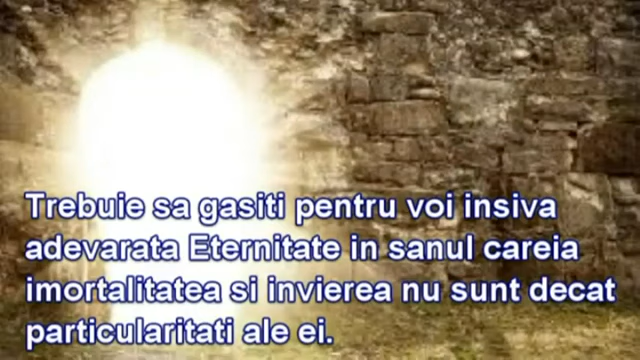 Trebuie sa gasiti pentru voi insiva
adevarata Eternitate in sanul careia
imortalitatea si invierea nu sunt decat
particularitati ale ei.